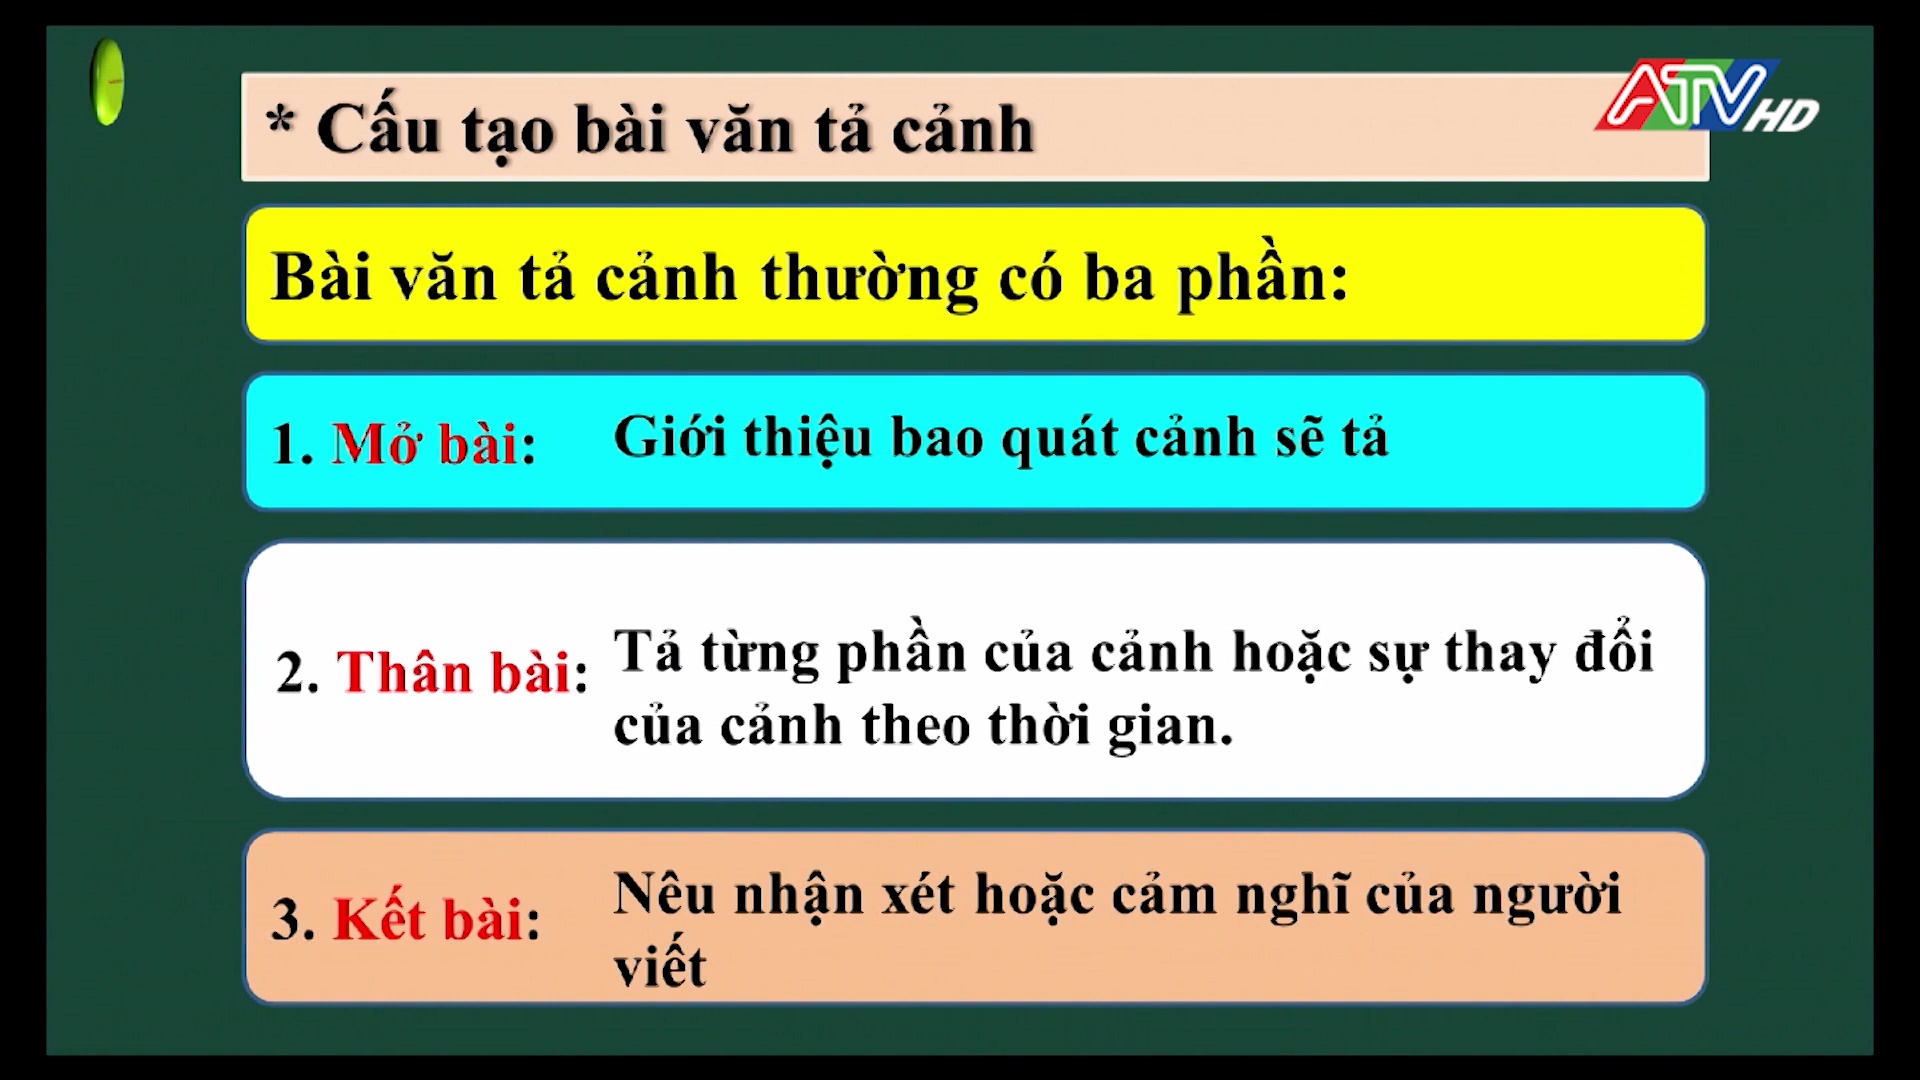 ATV HD
* Cấu tạo bài văn tả cảnh
Bài văn tả cảnh thường có ba phần:
1. Mở bài: Giới thiệu bao quát cảnh sẽ tả
2. Thân bài: Tả từng phần của cảnh hoặc sự thay đổi
của cảnh theo thời gian.
3. Kết bài: Nêu nhận xét hoặc cảm nghĩ của người
viết